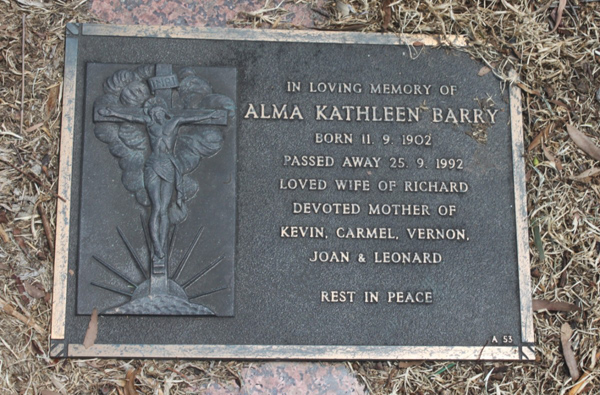 IN LOVING MEMORY OF
ALMA KATHLEEN BARRY
BORN 11. 9. 1902
PASSED AWAY 25. 9. 1992
LOVED WIFE OF RICHARD
DEVOTED MOTHER OF
KEVIN, CARMEL, VERNON,
JOAN & LEONARD
REST IN PEACE
A 53